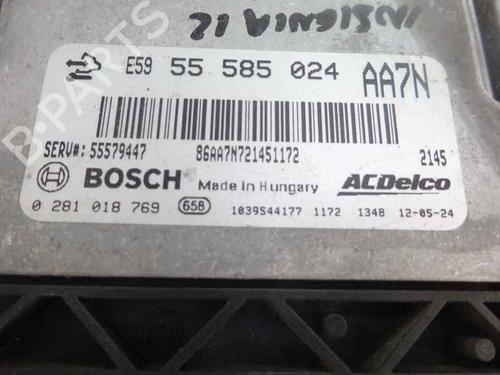 INSIGNIA 12
E59 55 585 024 AA7N
SERV#: 55579447 86AA7N721451172 2145
BOSCH Made in Hungary ACDelco
0 281 018 769 658 1039S44177 1172 134B 12-05-24
B-PARTS